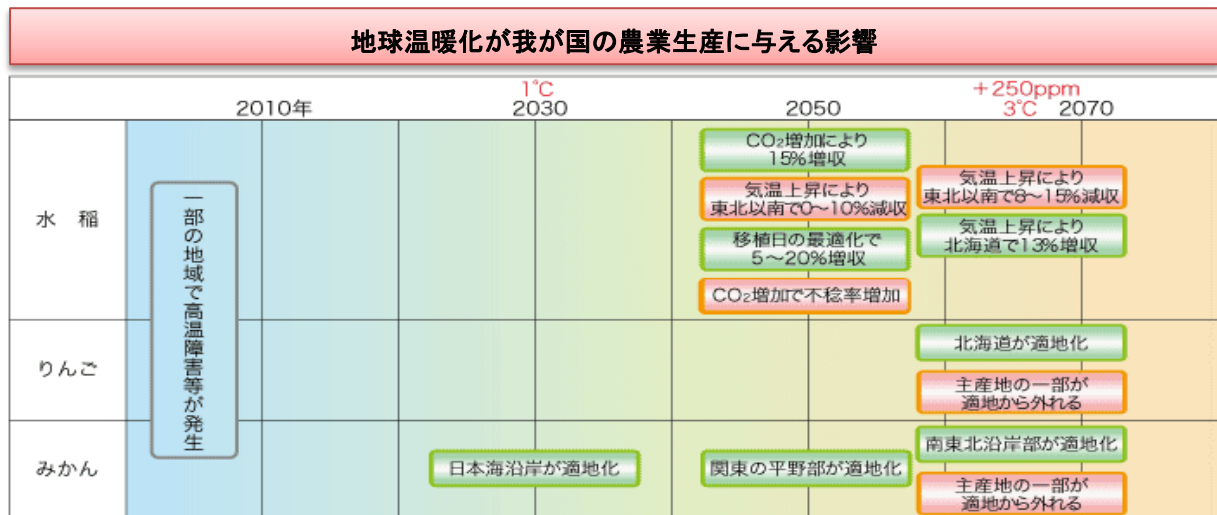 地球温暖化が我が国の農業生産に与える影響
1℃
+250ppm
2010年
2030
2050
3℃ 2070
水 稲
一部の地域で高温障害等が発生
CO₂増加により
15%増収
気温上昇により
東北以南で0～10%減収
移植日の最適化で
5～20%増収
CO₂増加で不稔率増加
気温上昇により
東北以南で8～15%減収
気温上昇により
北海道で13%増収
りんご
北海道が適地化
主産地の一部が
適地から外れる
みかん
日本海沿岸が適地化
関東の平野部が適地化
南東北沿岸部が適地化
主産地の一部が
適地から外れる